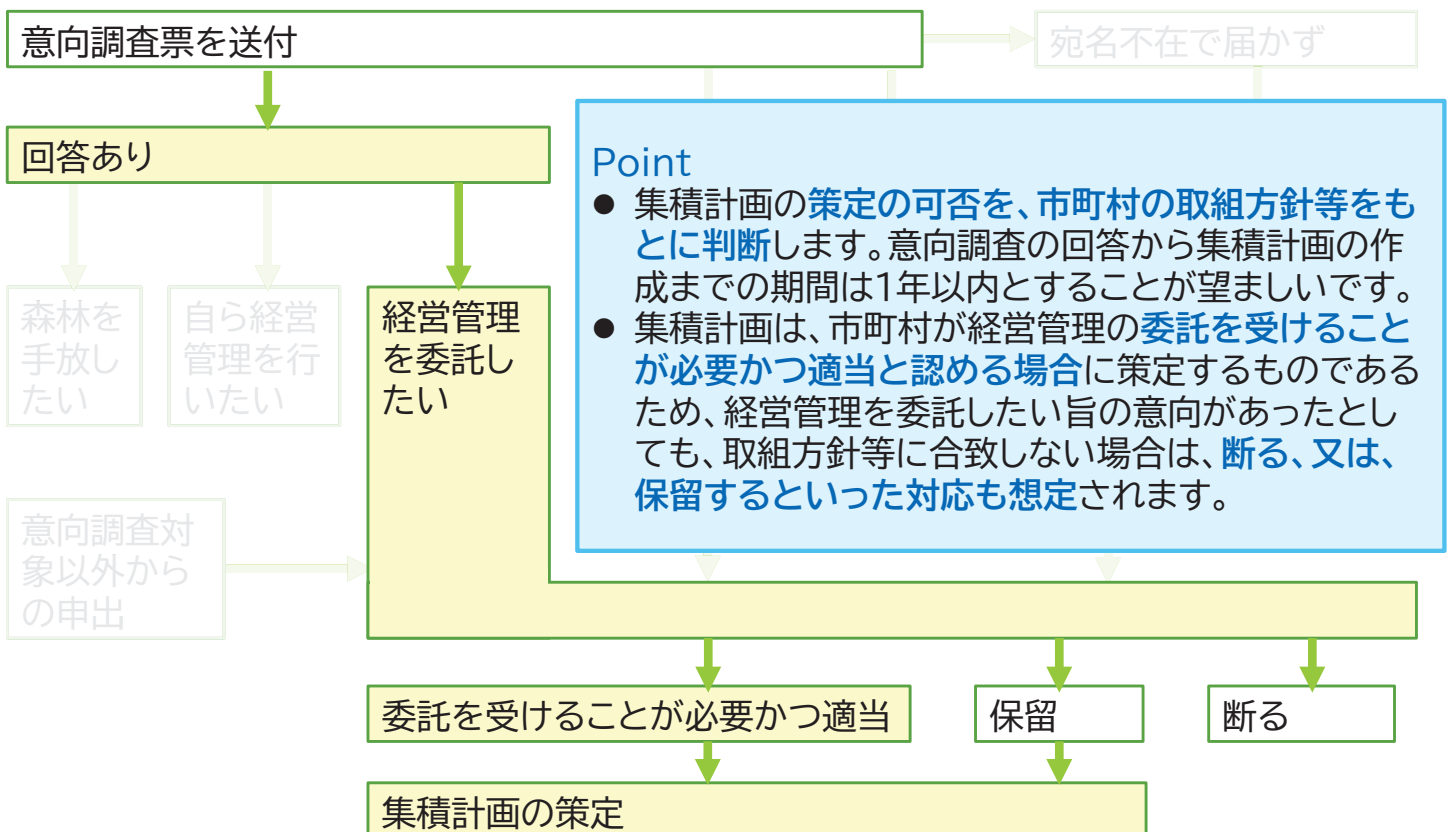 意向調査票を送付
宛名不在で届かず
回答あり
Point
● 集積計画の策定の可否を、市町村の取組方針等をも
とに判断します。意向調査の回答から集積計画の作
成までの期間は1年以内とすることが望ましいです。
● 集積計画は、市町村が経営管理の委託を受けること
が必要かつ適当と認める場合に策定するものである
ため、経営管理を委託したい旨の意向があったとし
ても、取組方針等に合致しない場合は、断る、又は、
保留するといった対応も想定されます。
森林を
手放し
たい
自ら経営
管理を行
いたい
経営管理
を委託し
たい
意向調査対
象以外から
の申出
委託を受けることが必要かつ適当
保留
断る
集積計画の策定